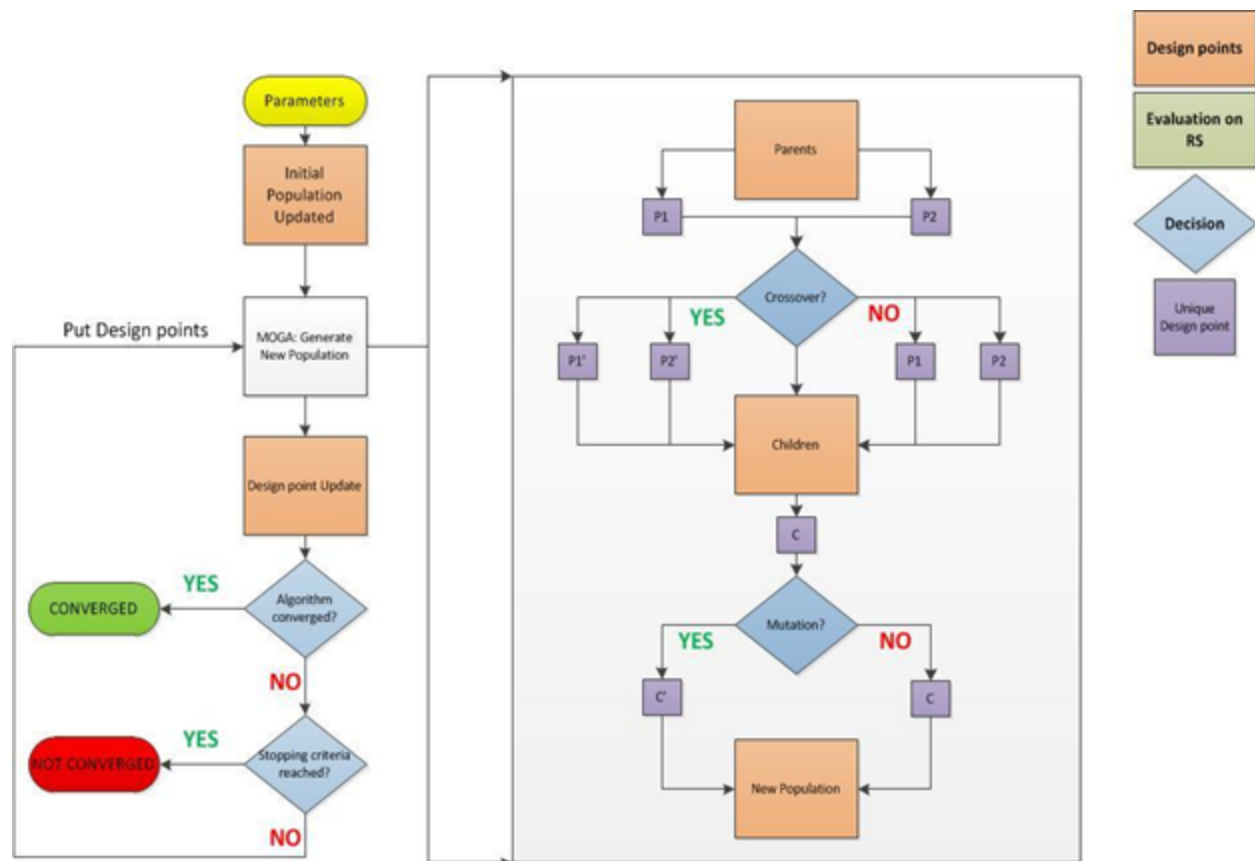 Parameters
Initial
Population
Updated
Put Design points
MOGA: Generate
New Population
Design point Update
Algorithm
converged?
YES
CONVERGED
NO
Stopping criteria
reached?
YES
NOT CONVERGED
NO
Parents
P1
P2
Crossover?
YES
NO
P1'
P2'
P1
P2
Children
C
Mutation?
YES
NO
C'
C
New Population
Design points
Evaluation on
RS
Decision
Unique
Design point